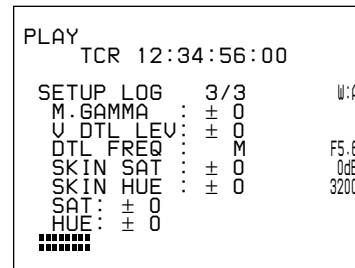 PLAY
TCR 12:34:56:00
SETUP LOG 3/3 W:A
M.GAMMA : ± 0
V DTL LEV: ± 0
DTL FREQ : M F5.6
SKIN SAT : ± 0 0dB
SKIN HUE : ± 0 3200
SAT: ± 0
HUE: ± 0